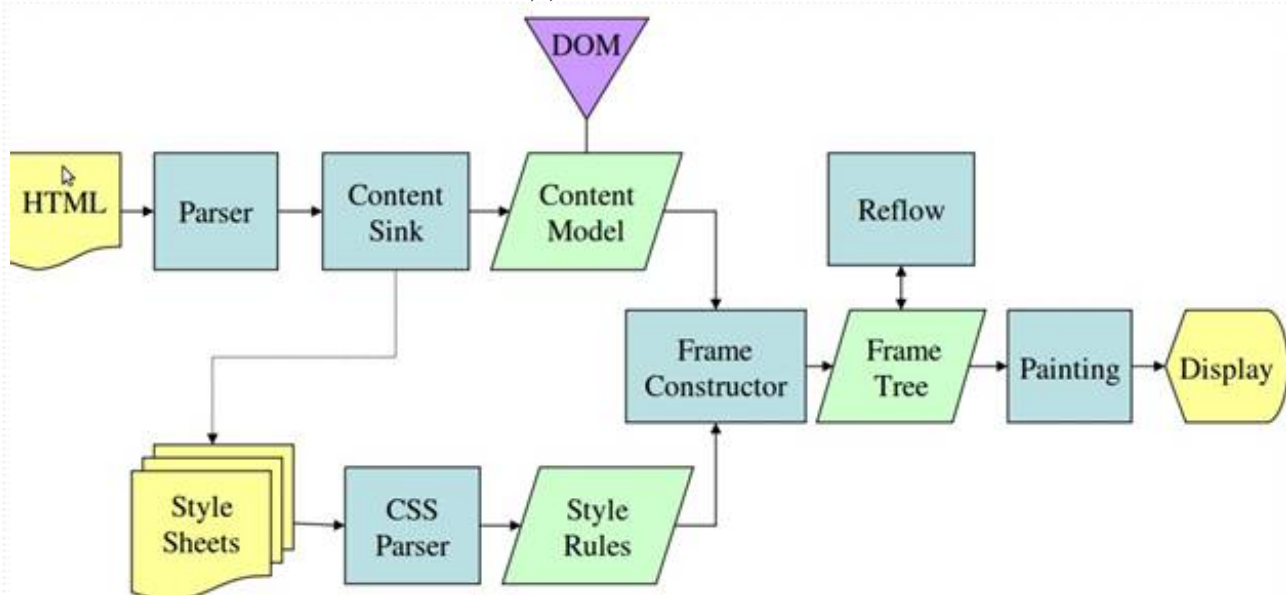 DOM
HTML
Parser
Content
Sink
Content
Model
Reflow
Frame
Constructor
Frame
Tree
Painting
Display
Style
Sheets
CSS
Parser
Style
Rules